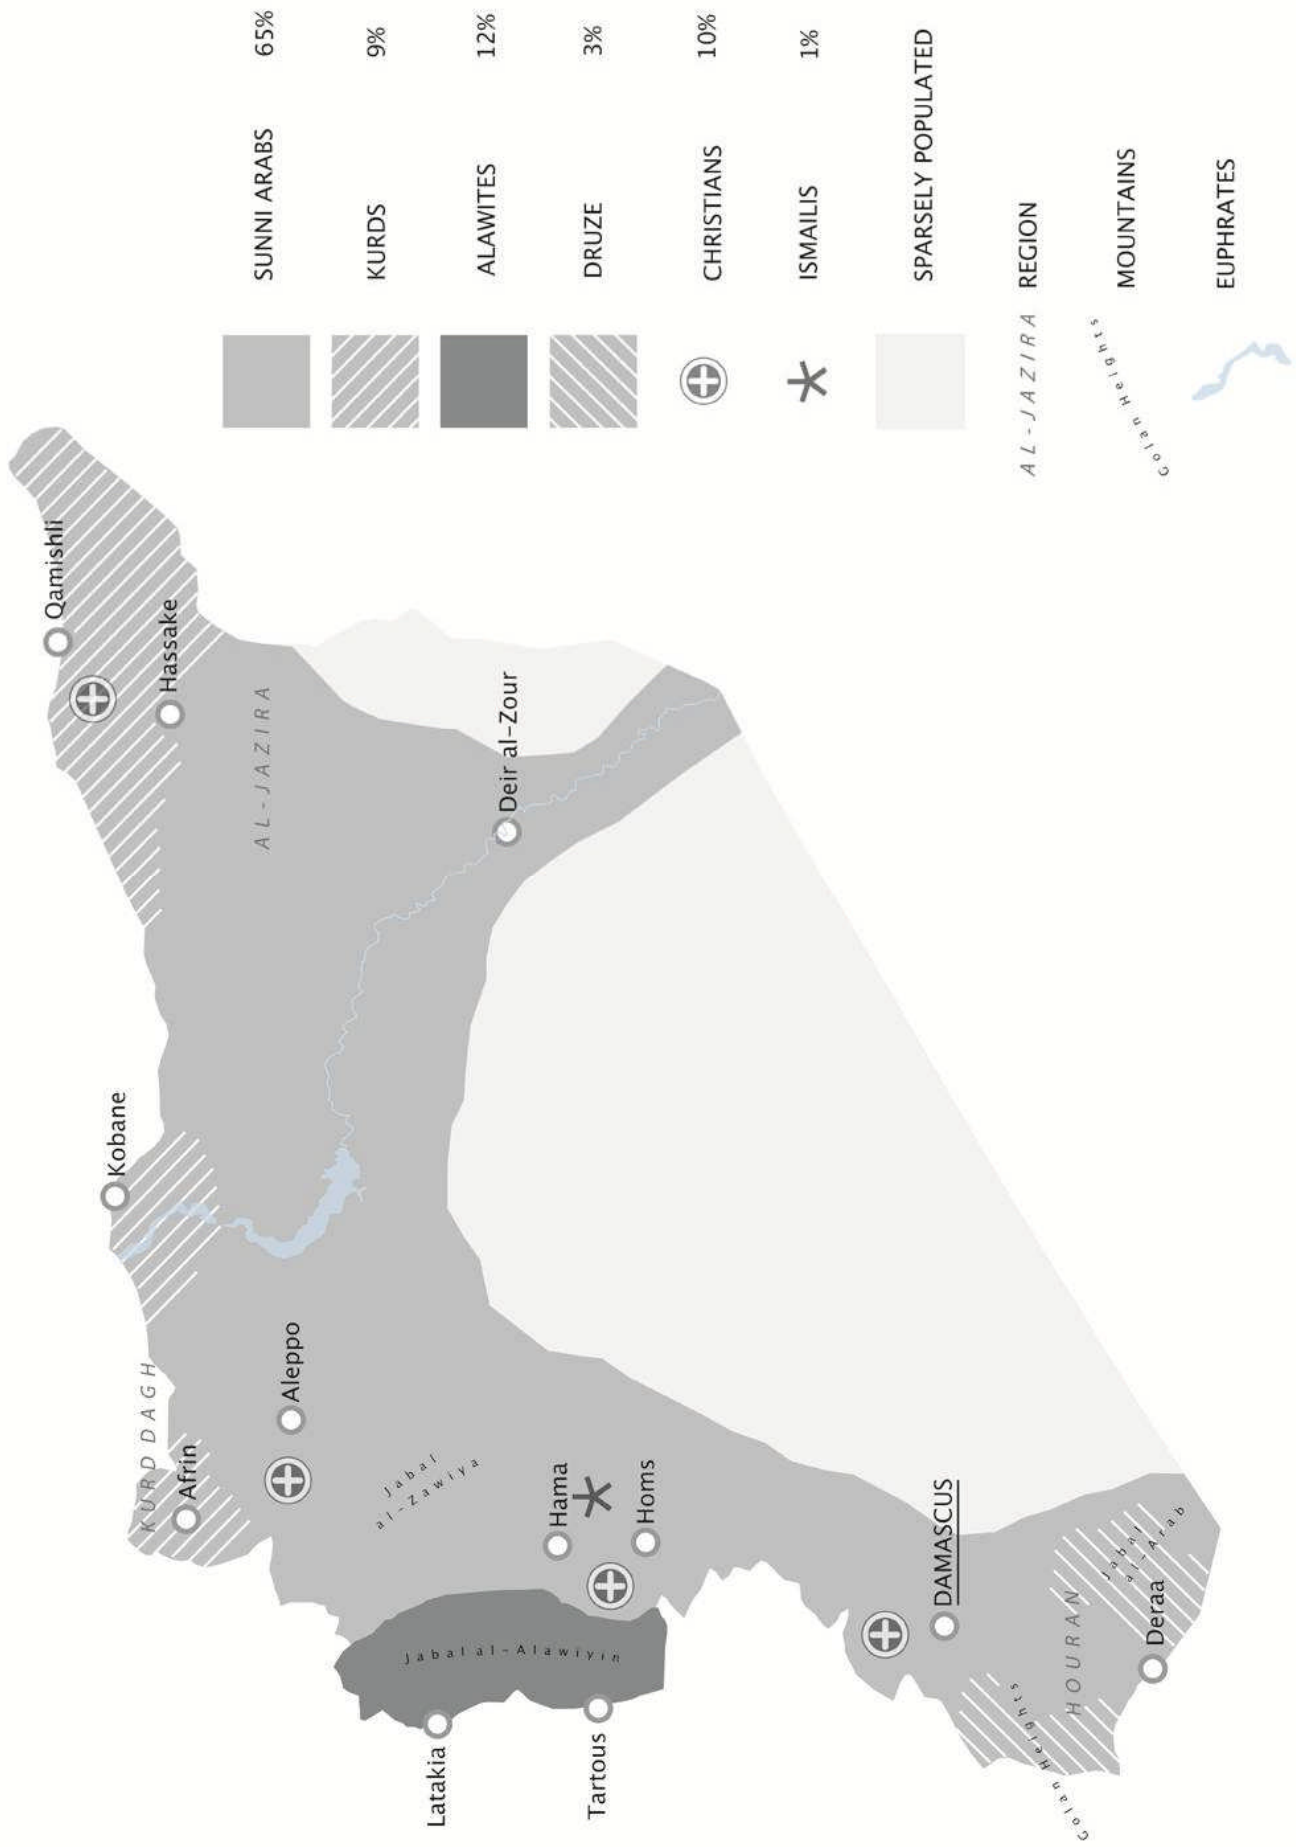 Qamishli
Kobane
Hassake
KURD DAGH
Afrin
AL-JAZIRA
Aleppo
Jabal
al-Zawiya
Deir al-Zour
Latakia
Jabal al-Alawiyin
Hama
Tartous
Homs
DAMASCUS
Golan Heights
HOURAN
Jabal
al-Arab
Deraa
SUNNI ARABS 65%
KURDS 9%
ALAWITES 12%
DRUZE 3%
CHRISTIANS 10%
ISMAILIS 1%
SPARSELY POPULATED
AL-JAZIRA REGION
Golan Heights MOUNTAINS
EUPHRATES